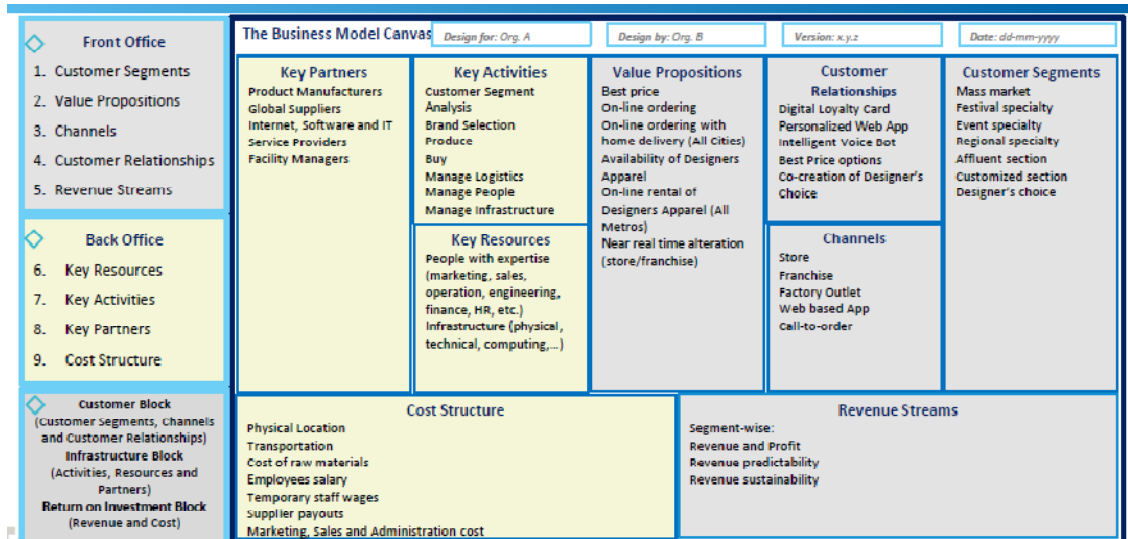 Front Office
1. Customer Segments
2. Value Propositions
3. Channels
4. Customer Relationships
5. Revenue Streams
Back Office
6. Key Resources
7. Key Activities
8. Key Partners
9. Cost Structure
Customer Block
(Customer Segments, Channels
and Customer Relationships)
Infrastructure Block
(Activities, Resources and
Partners)
Return on Investment Block
(Revenue and Cost)
The Business Model Canvas
Design for: Org. A
Design by: Org. B
Version: x.y.z
Date: dd-mm-yyyy
Key Partners
Product Manufacturers
Global Suppliers
Internet, Software and IT
Service Providers
Facility Managers
Key Activities
Customer Segment
Analysis
Brand Selection
Produce
Buy
Manage Logistics
Manage People
Manage Infrastructure
Key Resources
People with expertise
(marketing, sales,
operation, engineering,
finance, HR, etc.)
Infrastructure (physical,
technical, computing,...)
Value Propositions
Best price
On-line ordering
On-line ordering with
home delivery (All Cities)
Availability of Designers
Apparel
On-line rental of
Designers Apparel (All
Metros)
Near real time alteration
(store/franchise)
Customer
Relationships
Digital Loyalty Card
Personalized Web App
Intelligent Voice Bot
Best Price options
Co-creation of Designer's
Choice
Channels
Store
Franchise
Factory Outlet
Web based App
Call-to-order
Customer Segments
Mass market
Festival specialty
Event specialty
Regional specialty
Affluent section
Customized section
Designer's choice
Cost Structure
Physical Location
Transportation
Cost of raw materials
Employees salary
Temporary staff wages
Supplier payouts
Marketing, Sales and Administration cost
Revenue Streams
Segment-wise:
Revenue and Profit
Revenue predictability
Revenue sustainability